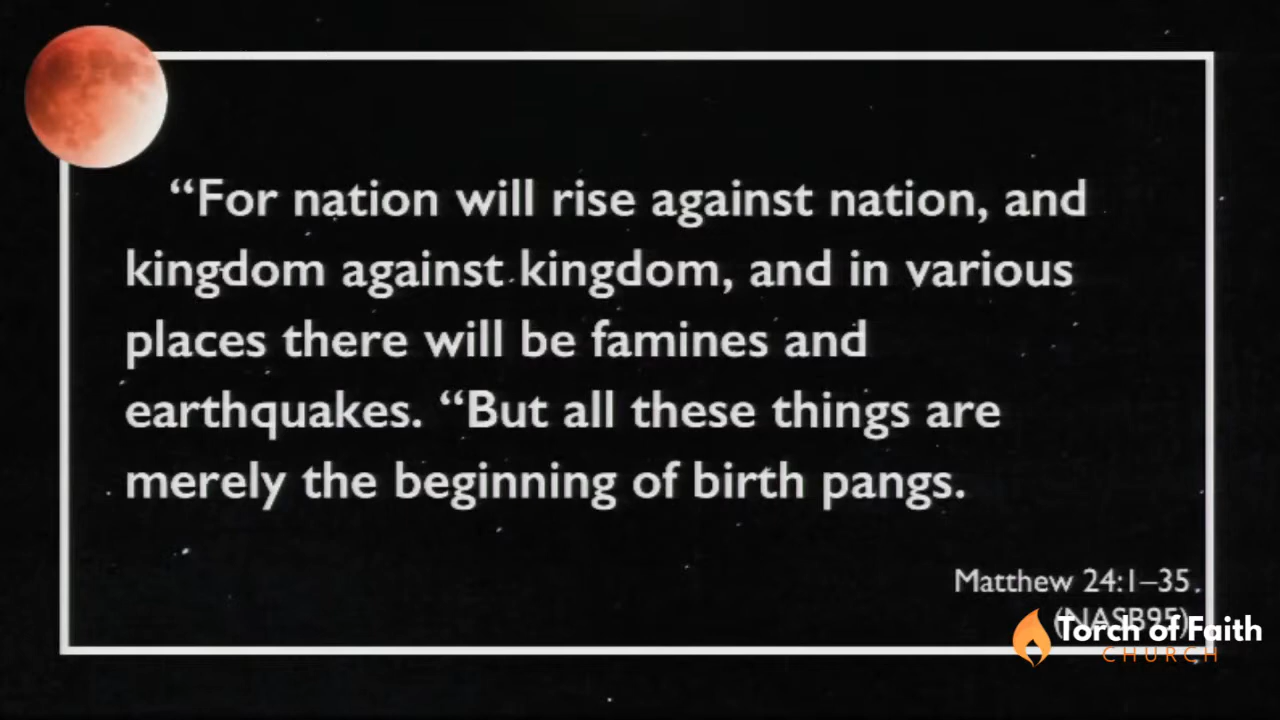 “For nation will rise against nation, and
kingdom against kingdom, and in various
places there will be famines and
earthquakes. “But all these things are
merely the beginning of birth pangs.
Matthew 24:1–35
(NASB95)
Torch of Faith
CHURCH